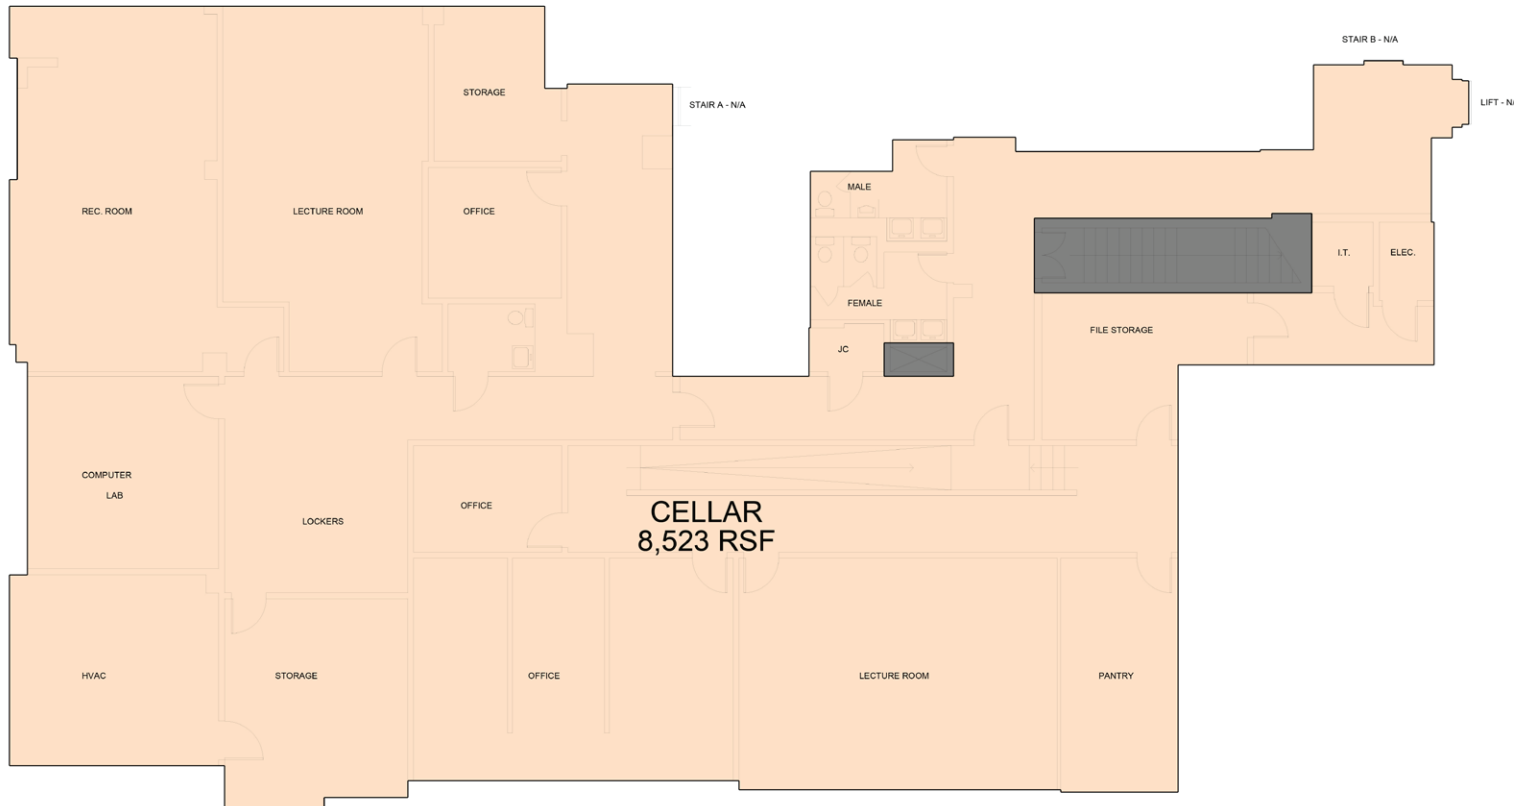 STAIR B - N/A
STORAGE
STAIR A - N/A
LIFT - N/
MALE
REC. ROOM
LECTURE ROOM
OFFICE
I.T.
ELEC.
FEMALE
FILE STORAGE
JC
COMPUTER
LAB
OFFICE
LOCKERS
CELLAR
8,523 RSF
HVAC
STORAGE
OFFICE
LECTURE ROOM
PANTRY